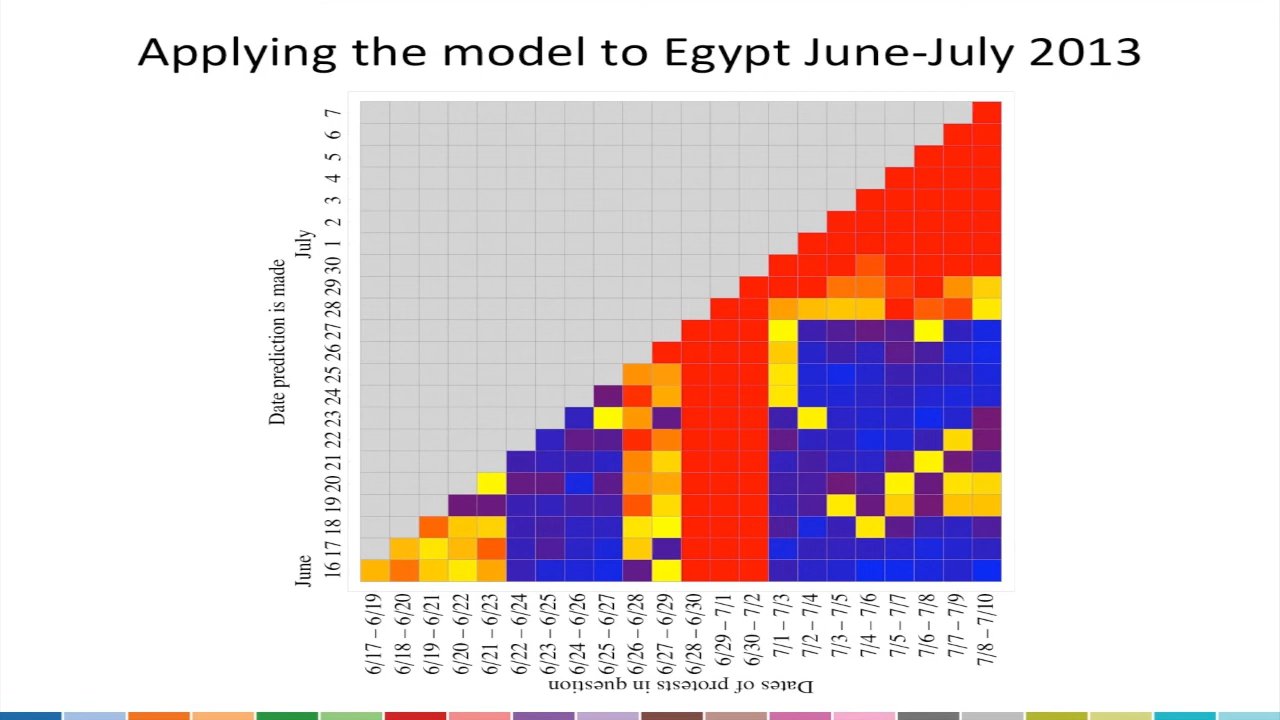 Applying the model to Egypt June-July 2013
Date prediction is made
July
June
7
6
5
4
3
2
1
30
29
28
27
26
25
24
23
22
21
20
19
18
17
16
6/17 – 6/19
6/18 – 6/20
6/19 – 6/21
6/20 – 6/22
6/21 – 6/23
6/22 – 6/24
6/23 – 6/25
6/24 – 6/26
6/25 – 6/27
6/26 – 6/28
6/27 – 6/29
6/28 – 6/30
6/29 – 7/1
6/30 – 7/2
7/1 – 7/3
7/2 – 7/4
7/3 – 7/5
7/4 – 7/6
7/5 – 7/7
7/6 – 7/8
7/7 – 7/9
7/8 – 7/10
Dates of protests in question